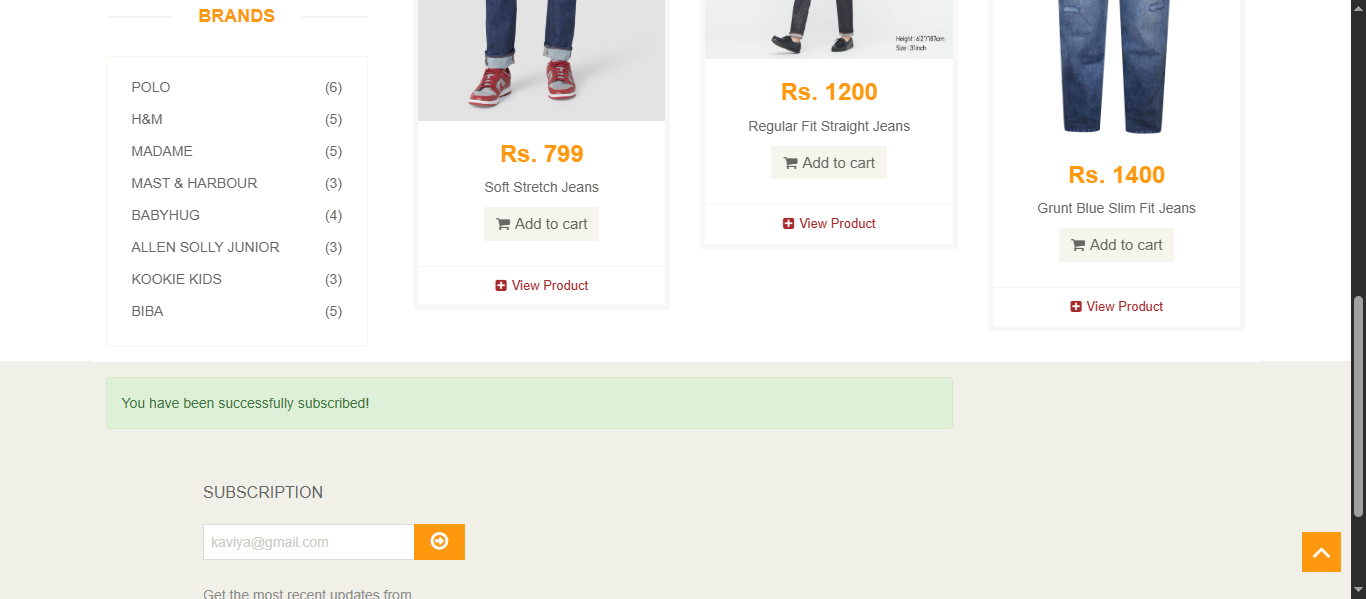 BRANDS
POLO (6)
H&M (5)
MADAME (5)
MAST & HARBOUR (3)
BABYHUG (4)
ALLEN SOLLY JUNIOR (3)
KOOKIE KIDS (3)
BIBA (5)
Rs. 799
Soft Stretch Jeans
Add to cart
View Product
Height : 6'2"/187cm
Size : 31inch
Rs. 1200
Regular Fit Straight Jeans
Add to cart
View Product
Rs. 1400
Grunt Blue Slim Fit Jeans
Add to cart
View Product
You have been successfully subscribed!
SUBSCRIPTION
kaviya@gmail.com
Get the most recent updates from